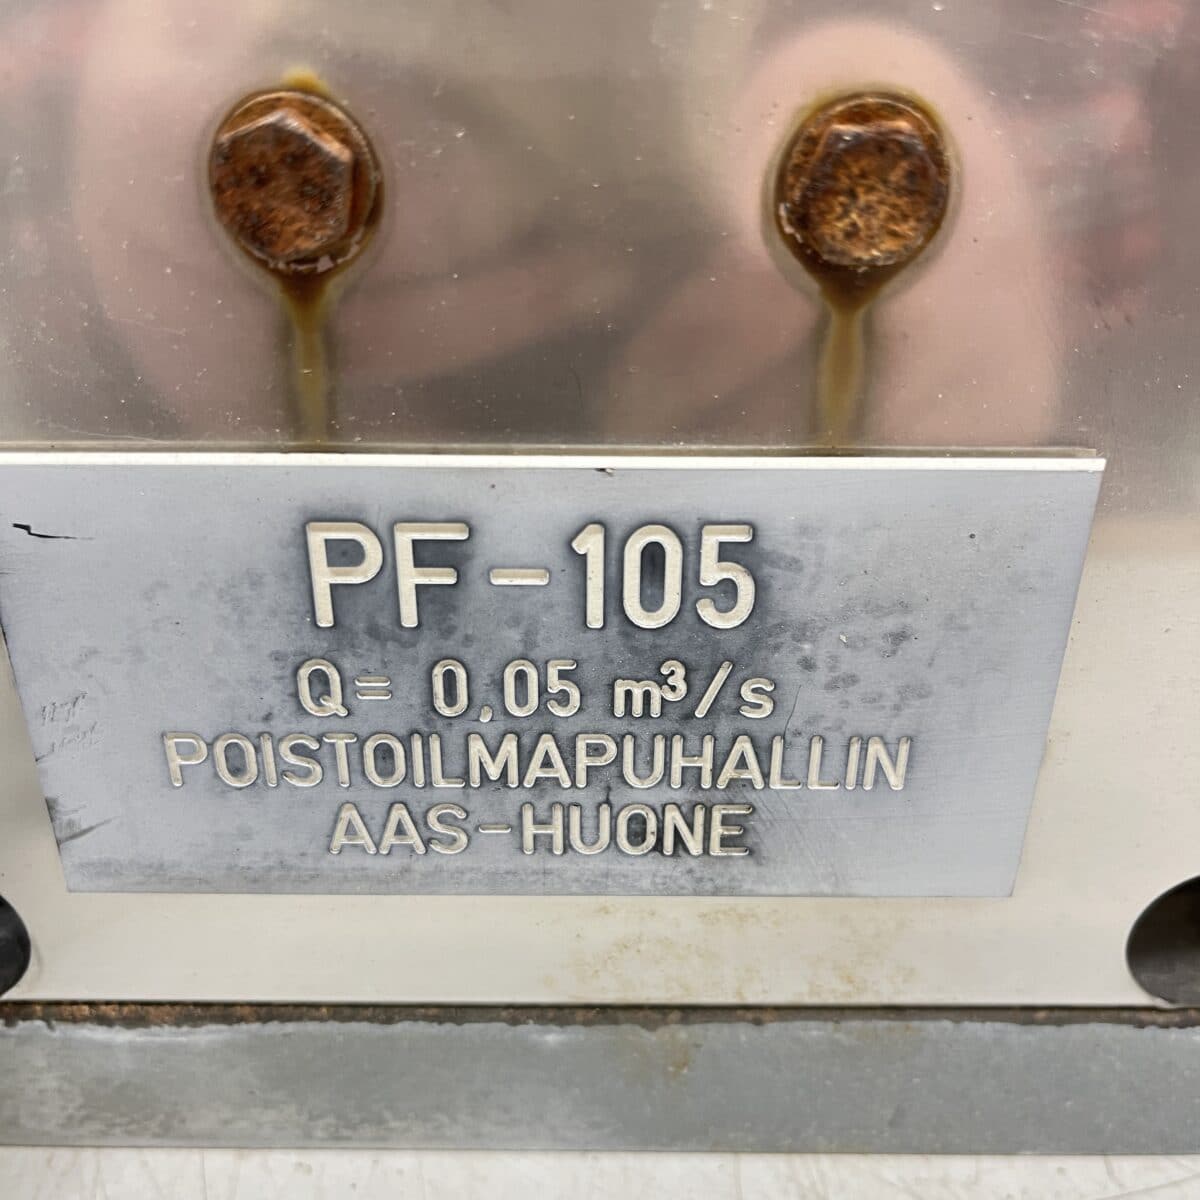 PF-105
Q= 0,05 m³/s
POISTOILMAPUHALLIN
AAS-HUONE